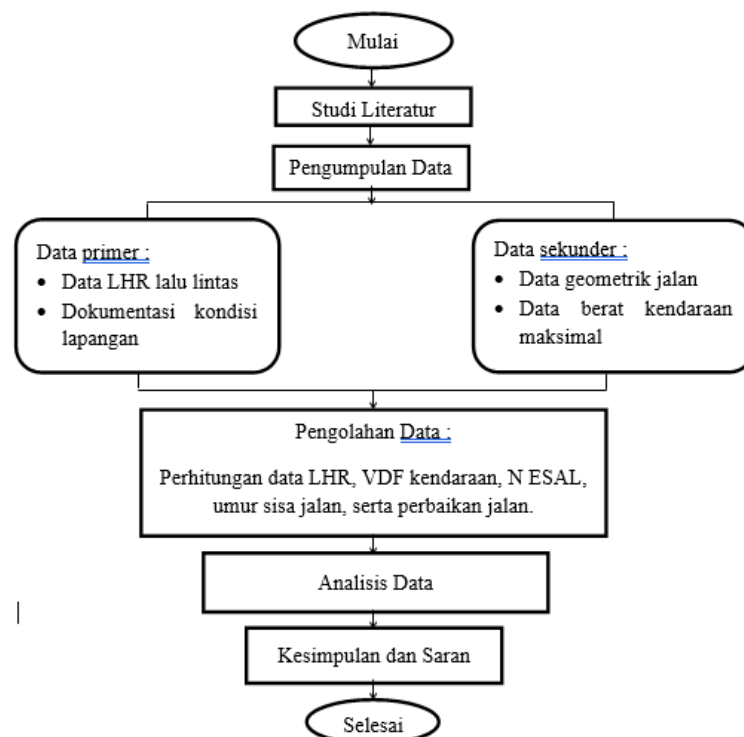 Mulai
Studi Literatur
Pengumpulan Data
Data primer :
• Data LHR lalu lintas
• Dokumentasi kondisi
lapangan
Data sekunder :
• Data geometrik jalan
• Data berat kendaraan
maksimal
Pengolahan Data :
Perhitungan data LHR, VDF kendaraan, N ESAL,
umur sisa jalan, serta perbaikan jalan.
Analisis Data
Kesimpulan dan Saran
Selesai